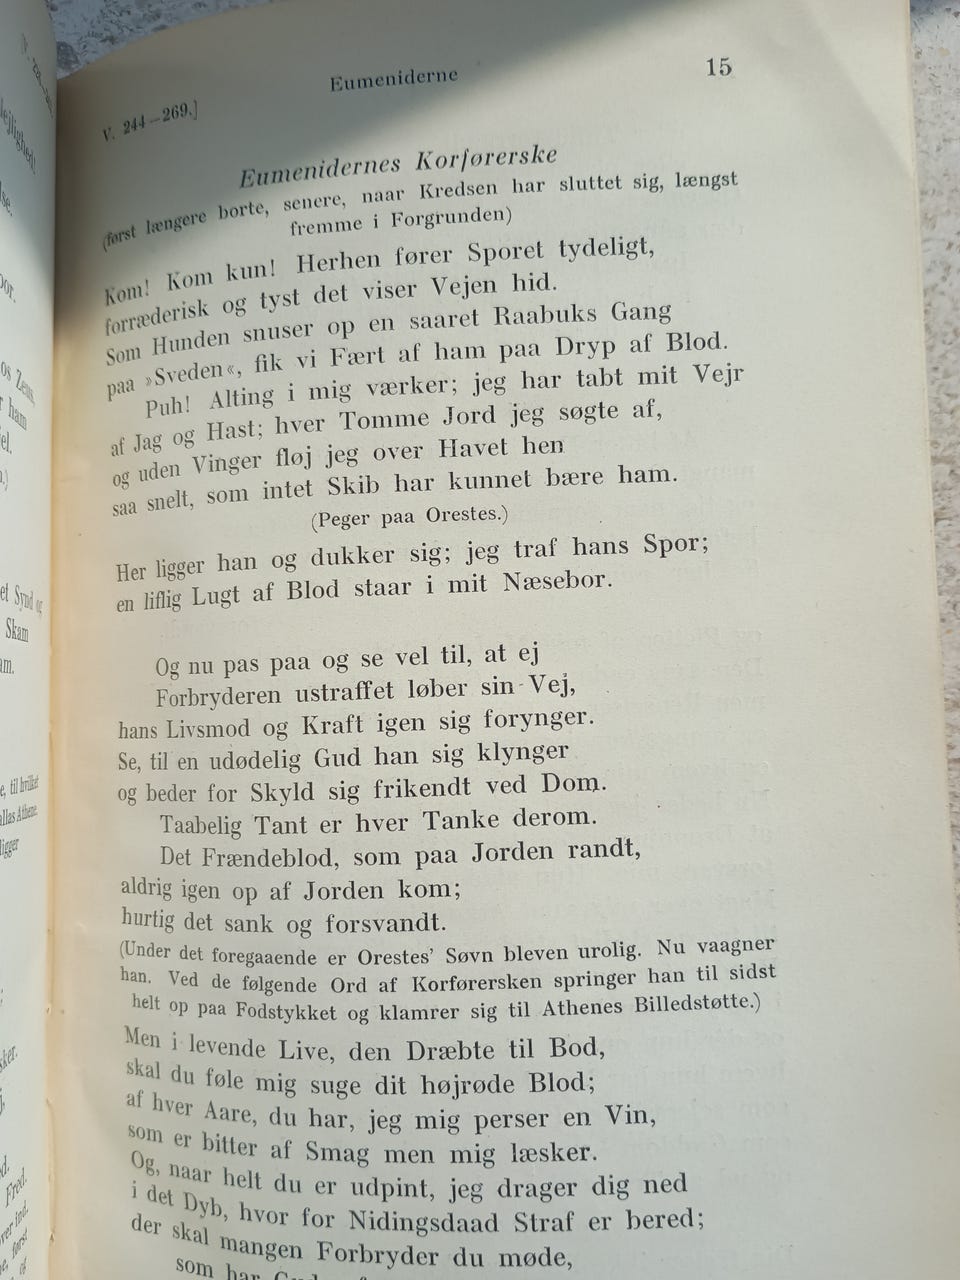 Eumeniderne
15
V. 244—269.]
Eumenidernes Korførerske
(først længere borte, senere, naar Kredsen har sluttet sig, længst
fremme i Forgrunden)
Kom! Kom kun! Herhen fører Sporet tydeligt,
forræderisk og tyst det viser Vejen hid.
Som Hunden snuser op en saaret Raabuks Gang
paa »Sveden«, fik vi Fært af ham paa Dryp af Blod.
Puh! Alting i mig værker; jeg har tabt mit Vejr
af Jag og Hast; hver Tomme Jord jeg søgte af,
og uden Vinger fløj jeg over Havet hen
saa snelt, som intet Skib har kunnet bære ham.
(Peger paa Orestes.)
Her ligger han og dukker sig; jeg traf hans Spor;
en liflig Lugt af Blod staar i mit Næsebor.
Og nu pas paa og se vel til, at ej
Forbryderen ustraffet løber sin Vej,
hans Livsmod og Kraft igen sig forynger.
Se, til en udødelig Gud han sig klynger
og beder for Skyld sig frikendt ved Dom.
Taabelig Tant er hver Tanke derom.
Det Frændeblod, som paa Jorden randt,
aldrig igen op af Jorden kom;
hurtig det sank og forsvandt.
(Under det foregaaende er Orestes' Søvn bleven urolig. Nu vaagner
han. Ved de følgende Ord af Korførersken springer han til sidst
helt op paa Fodstykket og klamrer sig til Athenes Billedstøtte.)
Men i levende Live, den Dræbte til Bod,
skal du føle mig suge dit højrøde Blod;
af hver Aare, du har, jeg mig perser en Vin,
som er bitter af Smag men mig læsker.
Og, naar helt du er udpint, jeg drager dig ned
i det Dyb, hvor for Nidingsdaad Straf er bered;
der skal mangen Forbryder du møde,
som har